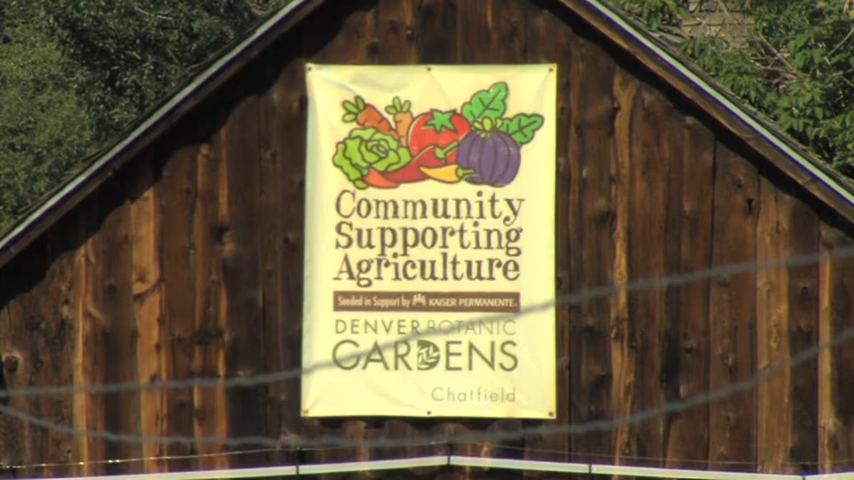 Community
Supporting
Agriculture
Seeded in Support by KAISER PERMANENTE®
DENVER BOTANIC
GARDENS
Chatfield